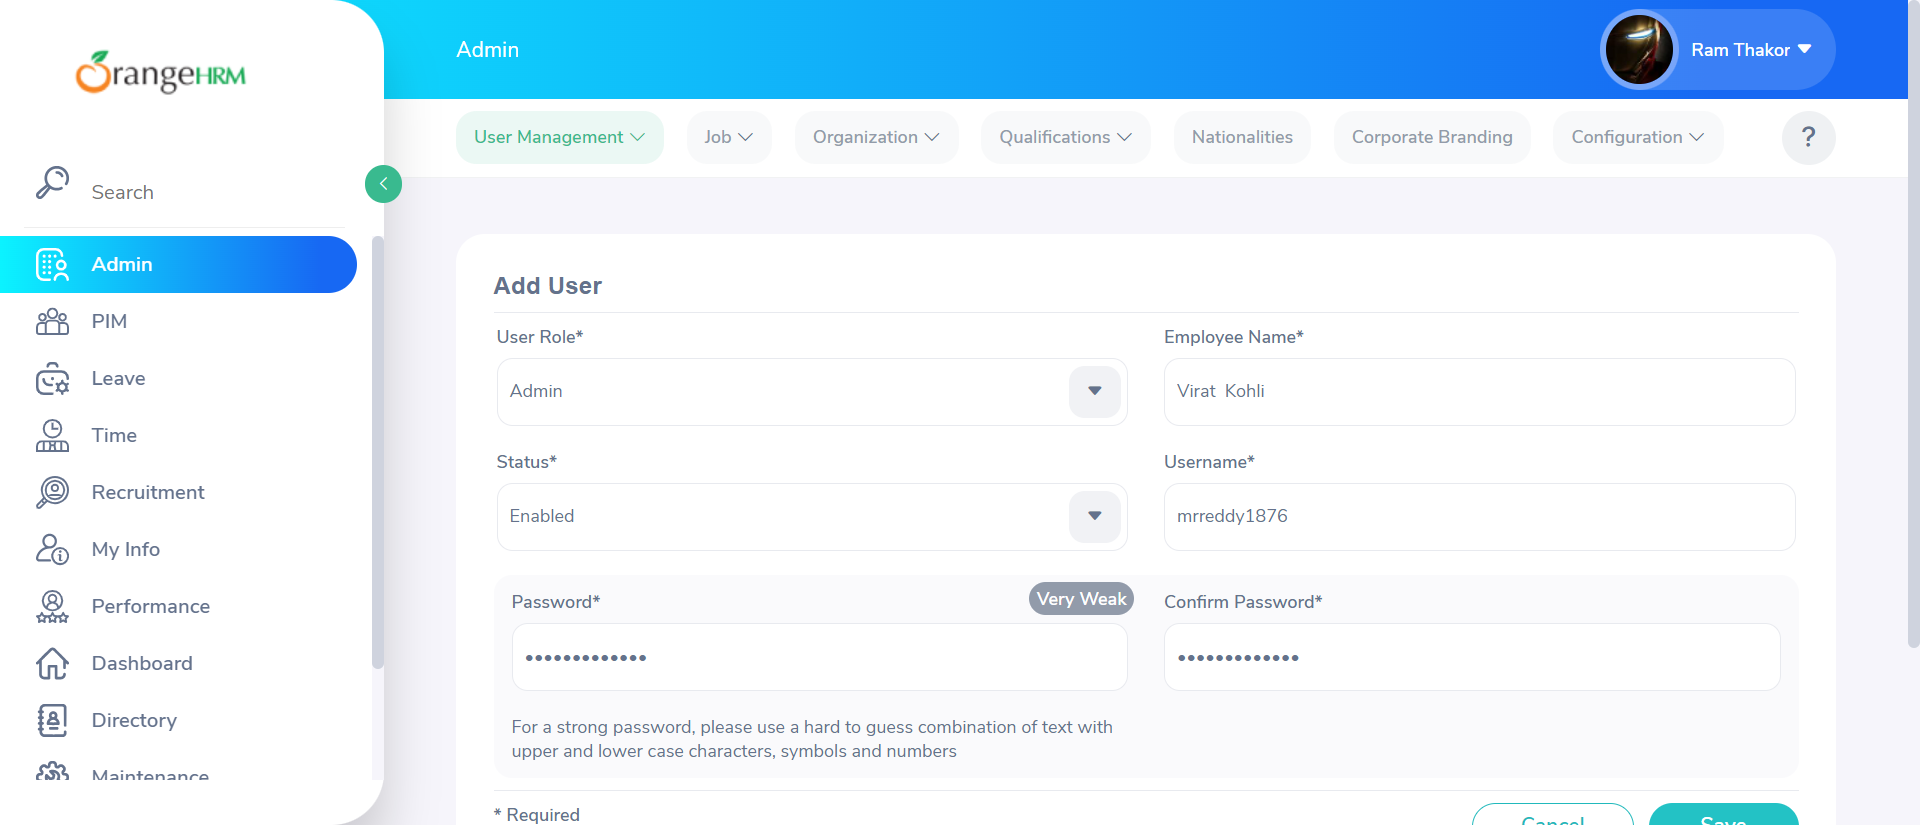 OrangeHRM
Search
Admin
PIM
Leave
Time
Recruitment
My Info
Performance
Dashboard
Directory
Maintenance
Admin
Ram Thakor
User Management
Job
Organization
Qualifications
Nationalities
Corporate Branding
Configuration
?
Add User
User Role*
Employee Name*
Admin
Virat  Kohli
Status*
Username*
Enabled
mrreddy1876
Password*
Very Weak
Confirm Password*
•••••••••••••
•••••••••••••
For a strong password, please use a hard to guess combination of text with
upper and lower case characters, symbols and numbers
* Required
Cancel
Save